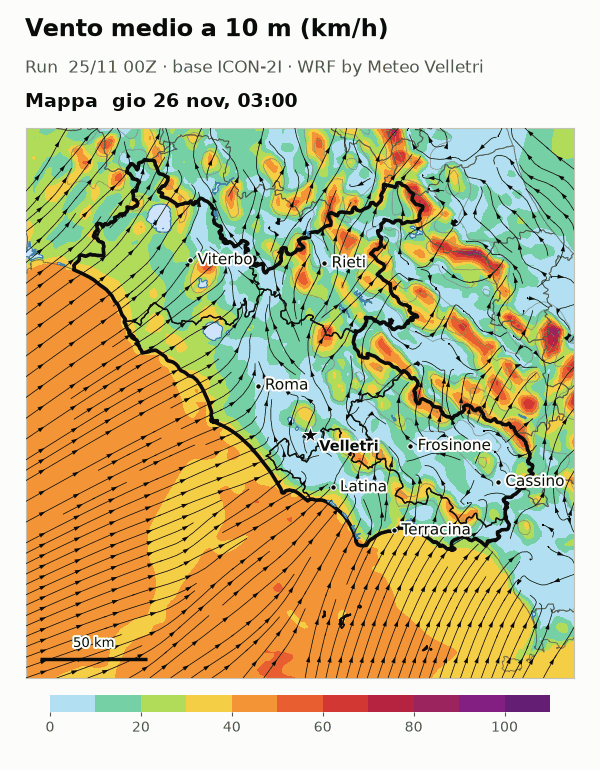 Vento medio a 10 m (km/h)
Run  25/11 00Z · base ICON-2I · WRF by Meteo Velletri
Mappa  gio 26 nov, 03:00
Viterbo
Rieti
Roma
Velletri
Frosinone
Latina
Cassino
Terracina
50 km
0 20 40 60 80 100